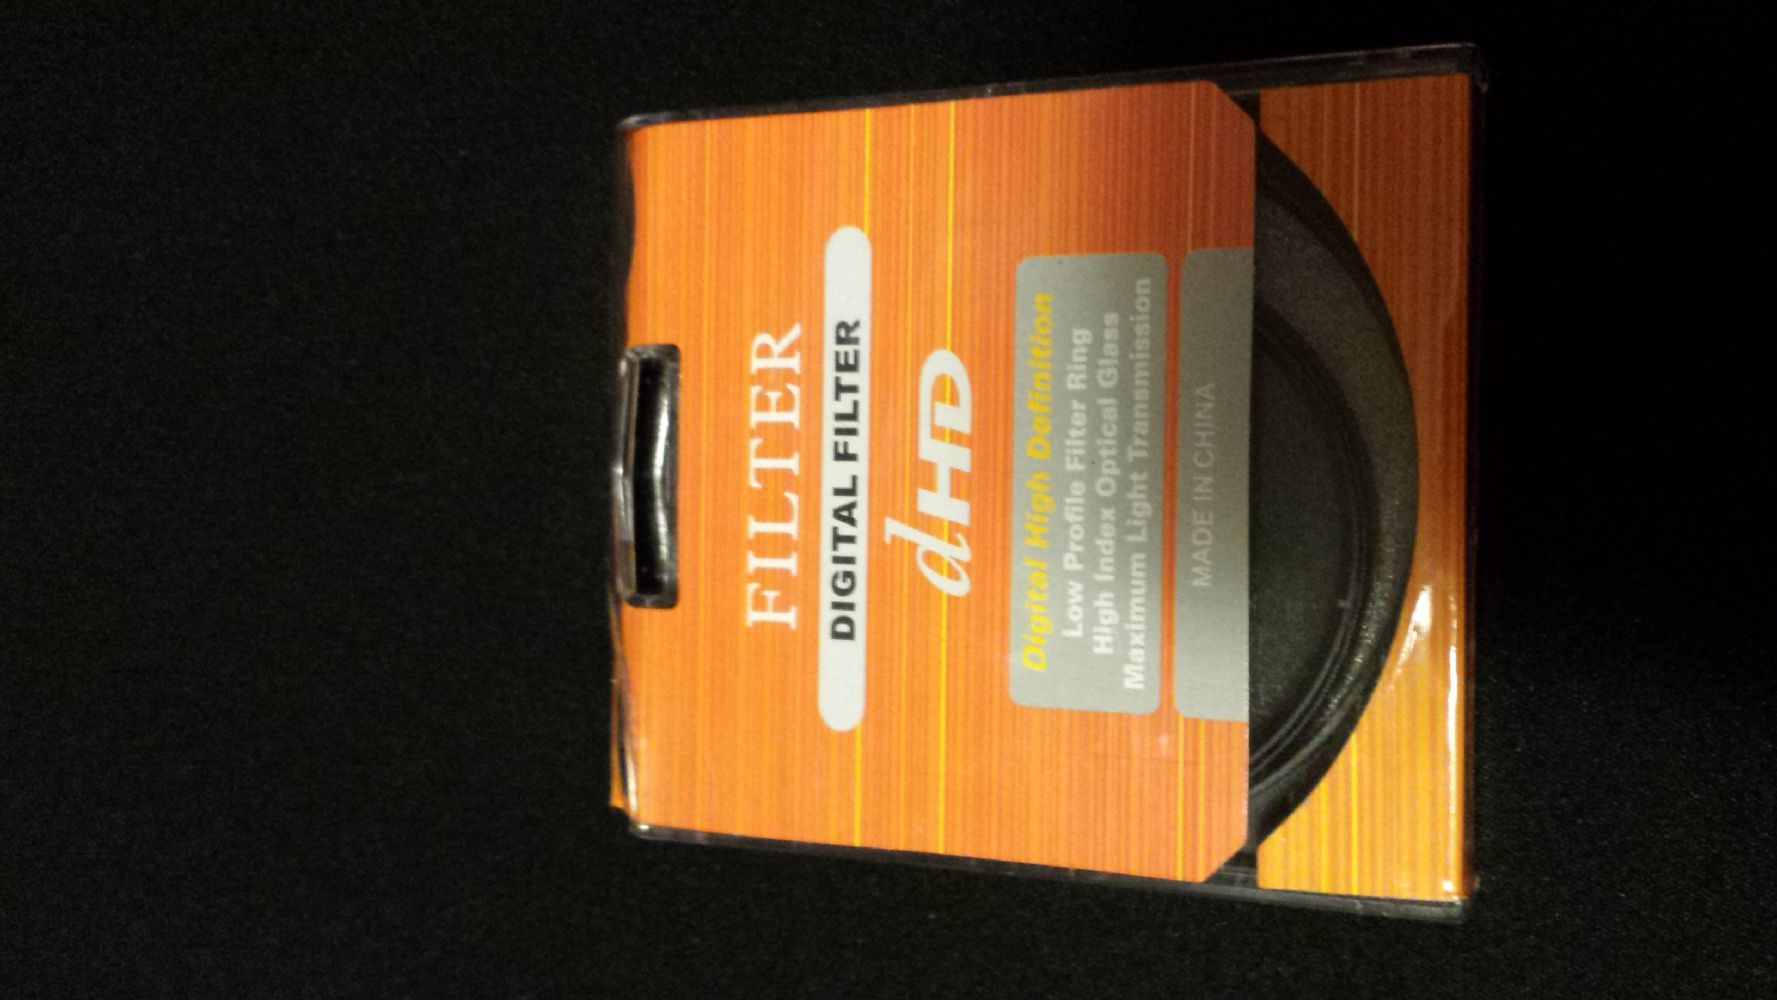 FILTER
DIGITAL FILTER
dHD
Digital High Definition
Low Profile Filter Ring
High Index Optical Glass
Maximum Light Transmission
MADE IN CHINA